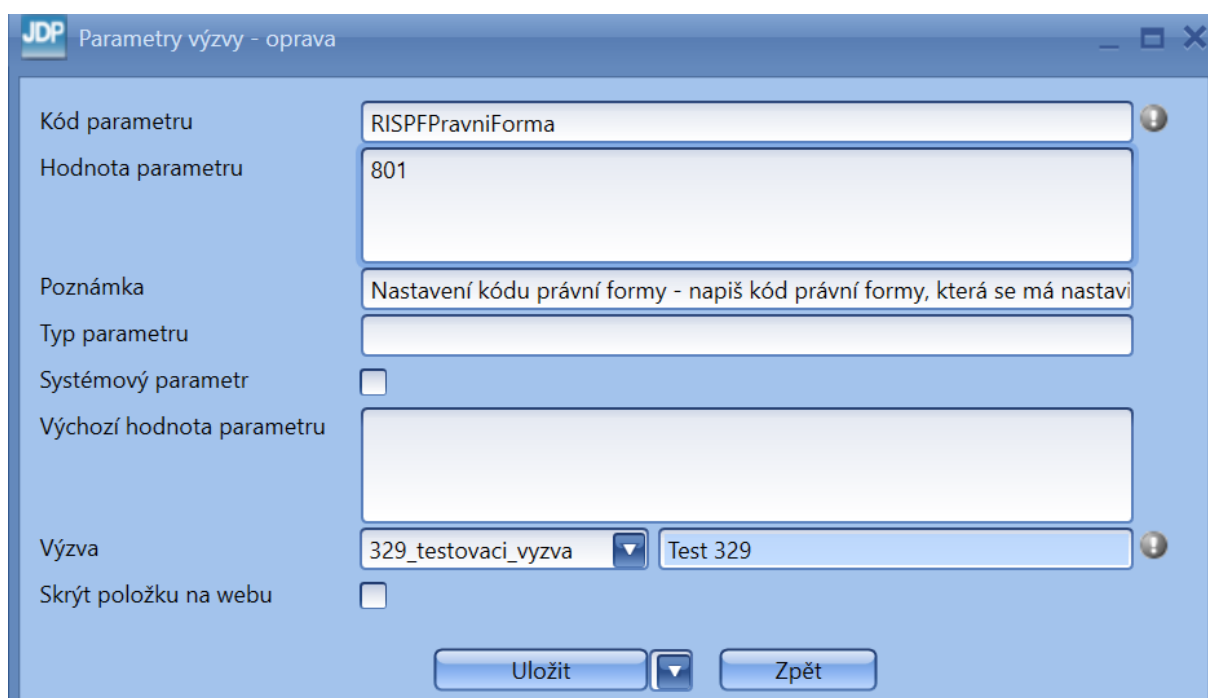 JDP Parametry výzvy - oprava
Kód parametru RISPFPravniForma
Hodnota parametru 801
Poznámka Nastavení kódu právní formy - napiš kód právní formy, která se má nastavi
Typ parametru
Systémový parametr
Výchozí hodnota parametru
Výzva 329_testovaci_vyzva Test 329
Skrýt položku na webu
Uložit Zpět